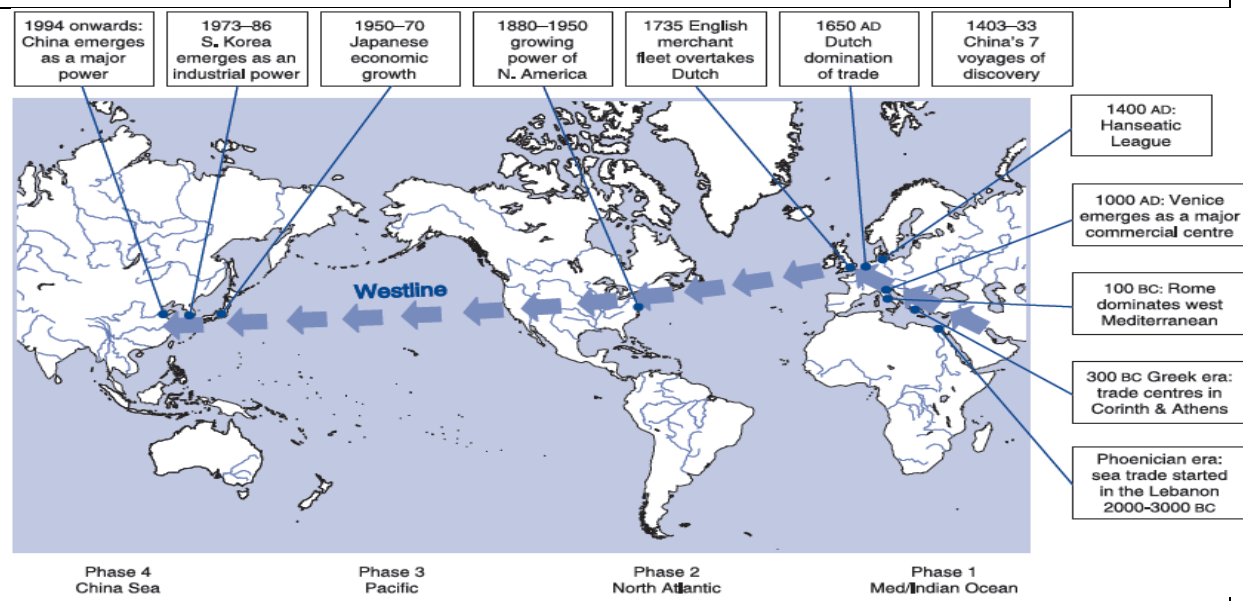 1994 onwards:
China emerges
as a major
power
1973–86
S. Korea
emerges as an
industrial power
1950–70
Japanese
economic
growth
1880–1950
growing
power of
N. America
1735 English
merchant
fleet overtakes
Dutch
1650 AD
Dutch
domination
of trade
1403–33
China's 7
voyages of
discovery
1400 AD:
Hanseatic
League
1000 AD: Venice
emerges as a major
commercial centre
100 BC: Rome
dominates west
Mediterranean
300 BC Greek era:
trade centres in
Corinth & Athens
Phoenician era:
sea trade started
in the Lebanon
2000-3000 BC
Westline
Phase 4
China Sea
Phase 3
Pacific
Phase 2
North Atlantic
Phase 1
Med/Indian Ocean